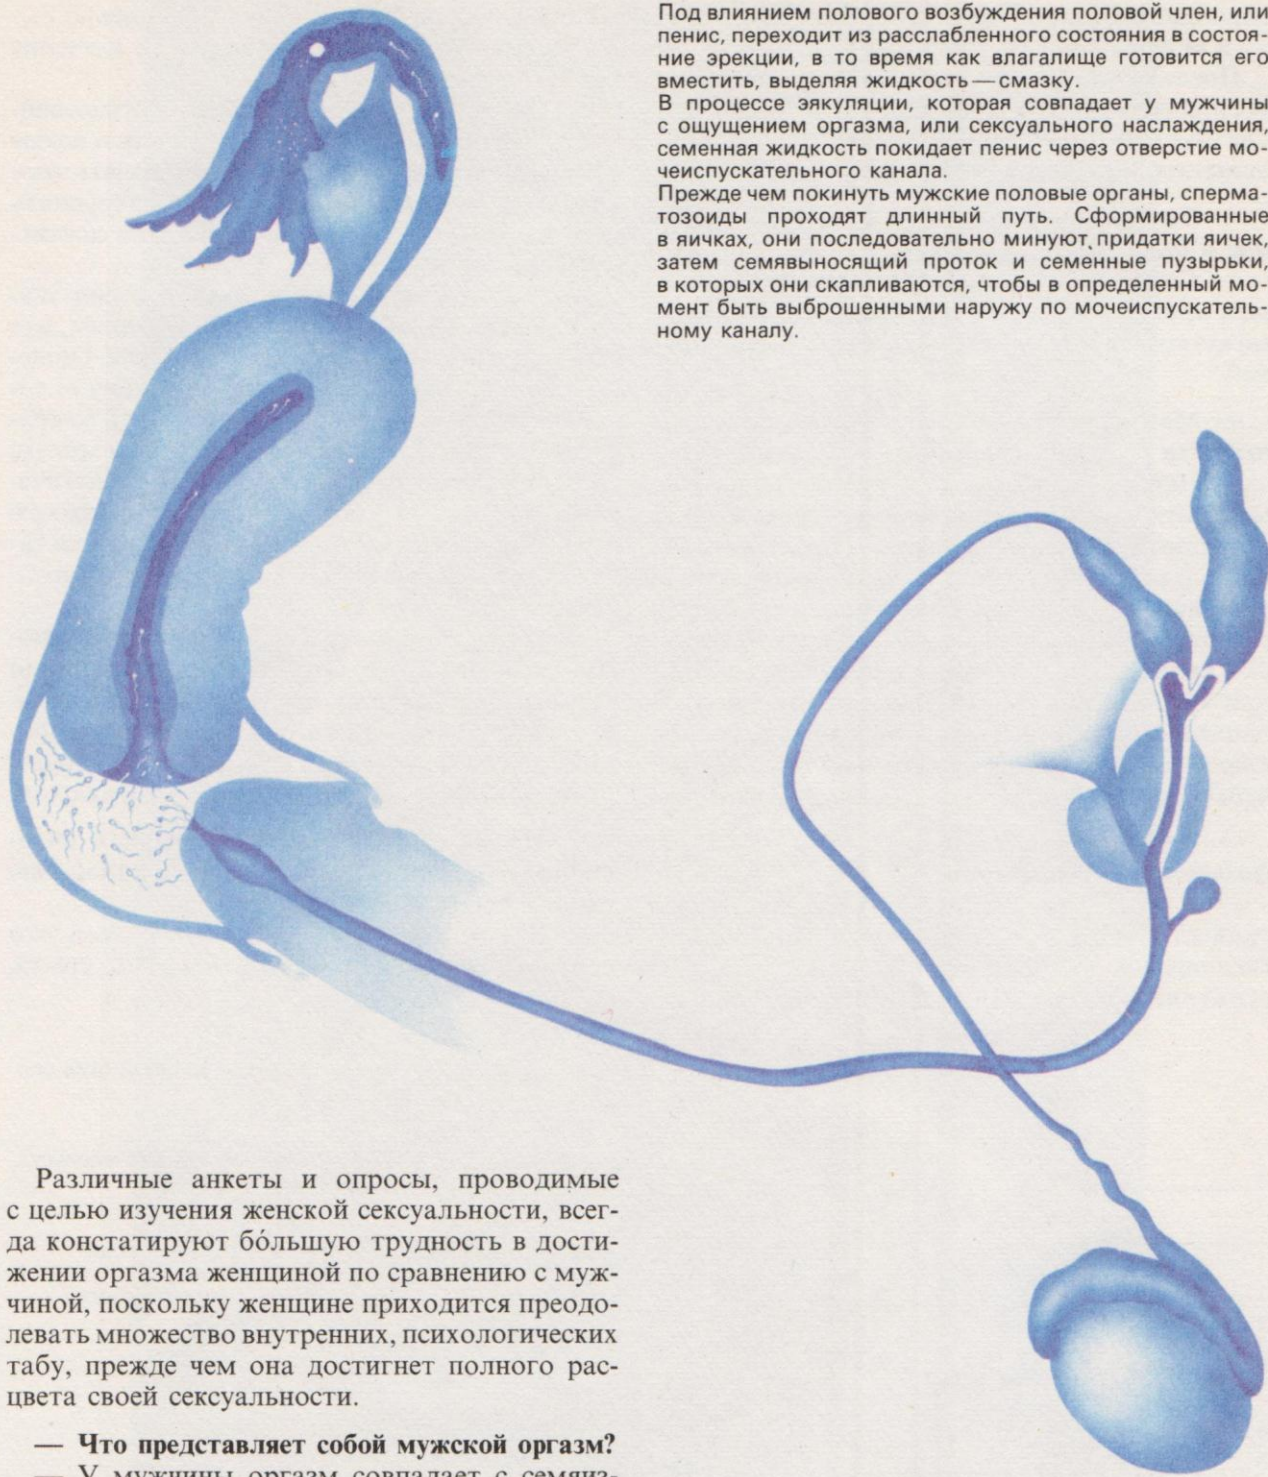 Под влиянием полового возбуждения половой член, или
пенис, переходит из расслабленного состояния в состоя-
ние эрекции, в то время как влагалище готовится его
вместить, выделяя жидкость — смазку.
В процессе эякуляции, которая совпадает у мужчины
с ощущением оргазма, или сексуального наслаждения,
семенная жидкость покидает пенис через отверстие мо-
чеиспускательного канала.
Прежде чем покинуть мужские половые органы, сперма-
тозоиды проходят длинный путь. Сформированные
в яичках, они последовательно минуют придатки яичек,
затем семявыносящий проток и семенные пузырьки,
в которых они скапливаются, чтобы в определенный мо-
мент быть выброшенными наружу по мочеиспускатель-
ному каналу.
Различные анкеты и опросы, проводимые
с целью изучения женской сексуальности, всег-
да констатируют бо́льшую трудность в дости-
жении оргазма женщиной по сравнению с муж-
чиной, поскольку женщине приходится преодо-
левать множество внутренних, психологических
табу, прежде чем она достигнет полного рас-
цвета своей сексуальности.
— Что представляет собой мужской оргазм?
— У мужчины оргазм совпадает с семяиз-